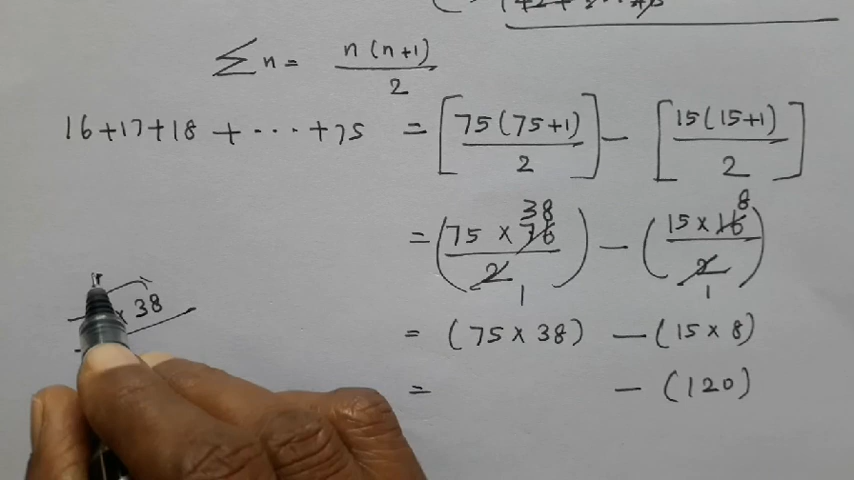 ∑n = n(n+1)/2
16+17+18 + ··· +75 = [75(75+1)/2] − [15(15+1)/2]
= (75 × 76 38/2 1) − (15 × 16 8/2 1)
= (75 × 38) − (15 × 8)
× 38
= − (120)